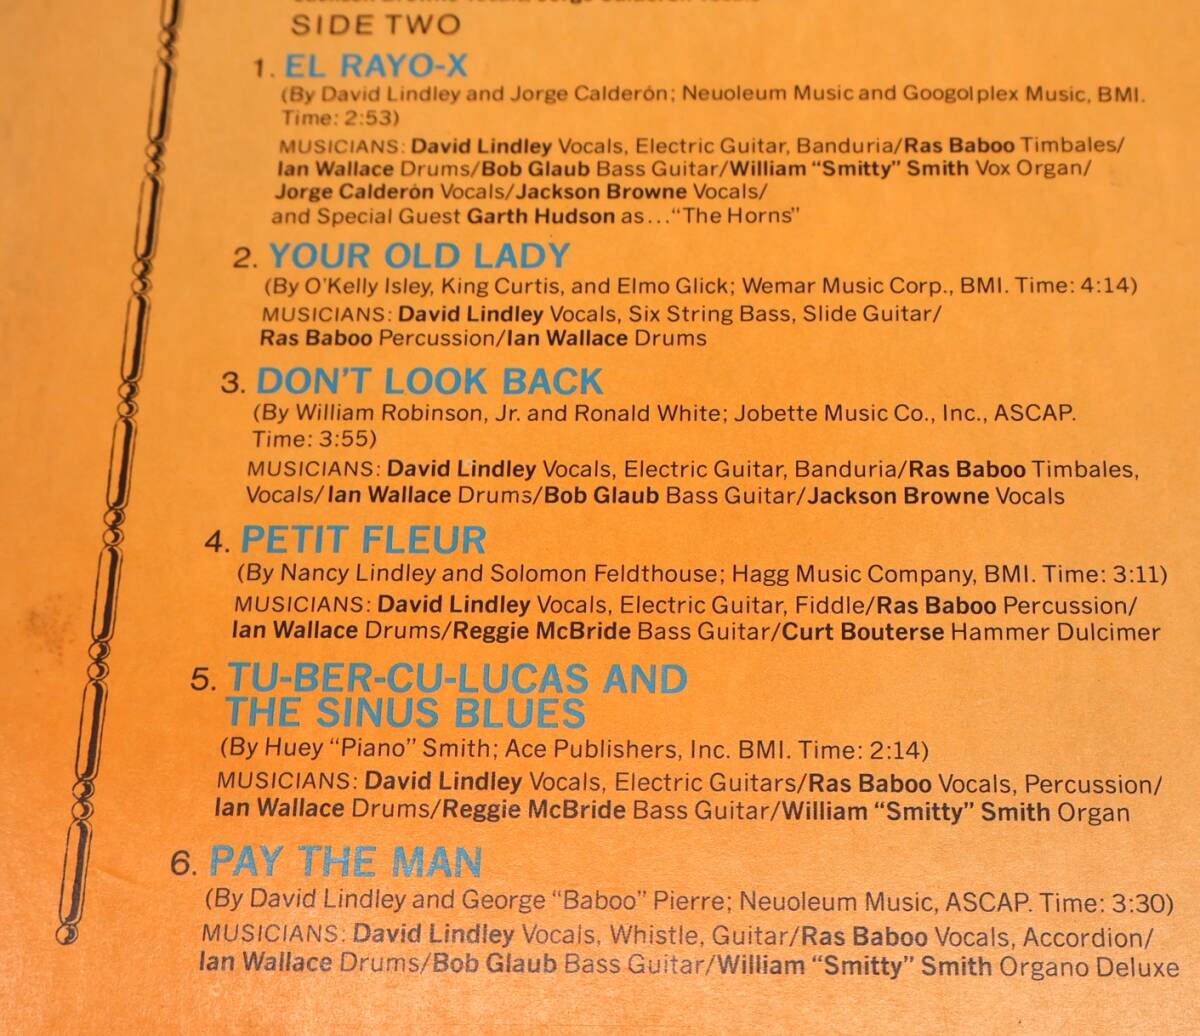 SIDE TWO
1. EL RAYO-X
(By David Lindley and Jorge Calderón; Neuoleum Music and Googolplex Music, BMI.
Time: 2:53)
MUSICIANS: David Lindley Vocals, Electric Guitar, Banduria/Ras Baboo Timbales/
Ian Wallace Drums/Bob Glaub Bass Guitar/William “Smitty” Smith Vox Organ/
Jorge Calderón Vocals/Jackson Browne Vocals/
and Special Guest Garth Hudson as...“The Horns”
2. YOUR OLD LADY
(By O'Kelly Isley, King Curtis, and Elmo Glick; Wemar Music Corp., BMI. Time: 4:14)
MUSICIANS: David Lindley Vocals, Six String Bass, Slide Guitar/
Ras Baboo Percussion/Ian Wallace Drums
3. DON'T LOOK BACK
(By William Robinson, Jr. and Ronald White; Jobette Music Co., Inc., ASCAP.
Time: 3:55)
MUSICIANS: David Lindley Vocals, Electric Guitar, Banduria/Ras Baboo Timbales,
Vocals/Ian Wallace Drums/Bob Glaub Bass Guitar/Jackson Browne Vocals
4. PETIT FLEUR
(By Nancy Lindley and Solomon Feldthouse; Hagg Music Company, BMI. Time: 3:11)
MUSICIANS: David Lindley Vocals, Electric Guitar, Fiddle/Ras Baboo Percussion/
Ian Wallace Drums/Reggie McBride Bass Guitar/Curt Bouterse Hammer Dulcimer
5. TU-BER-CU-LUCAS AND
THE SINUS BLUES
(By Huey “Piano” Smith; Ace Publishers, Inc. BMI. Time: 2:14)
MUSICIANS: David Lindley Vocals, Electric Guitars/Ras Baboo Vocals, Percussion/
Ian Wallace Drums/Reggie McBride Bass Guitar/William “Smitty” Smith Organ
6. PAY THE MAN
(By David Lindley and George “Baboo” Pierre; Neuoleum Music, ASCAP. Time: 3:30)
MUSICIANS: David Lindley Vocals, Whistle, Guitar/Ras Baboo Vocals, Accordion/
Ian Wallace Drums/Bob Glaub Bass Guitar/William “Smitty” Smith Organo Deluxe